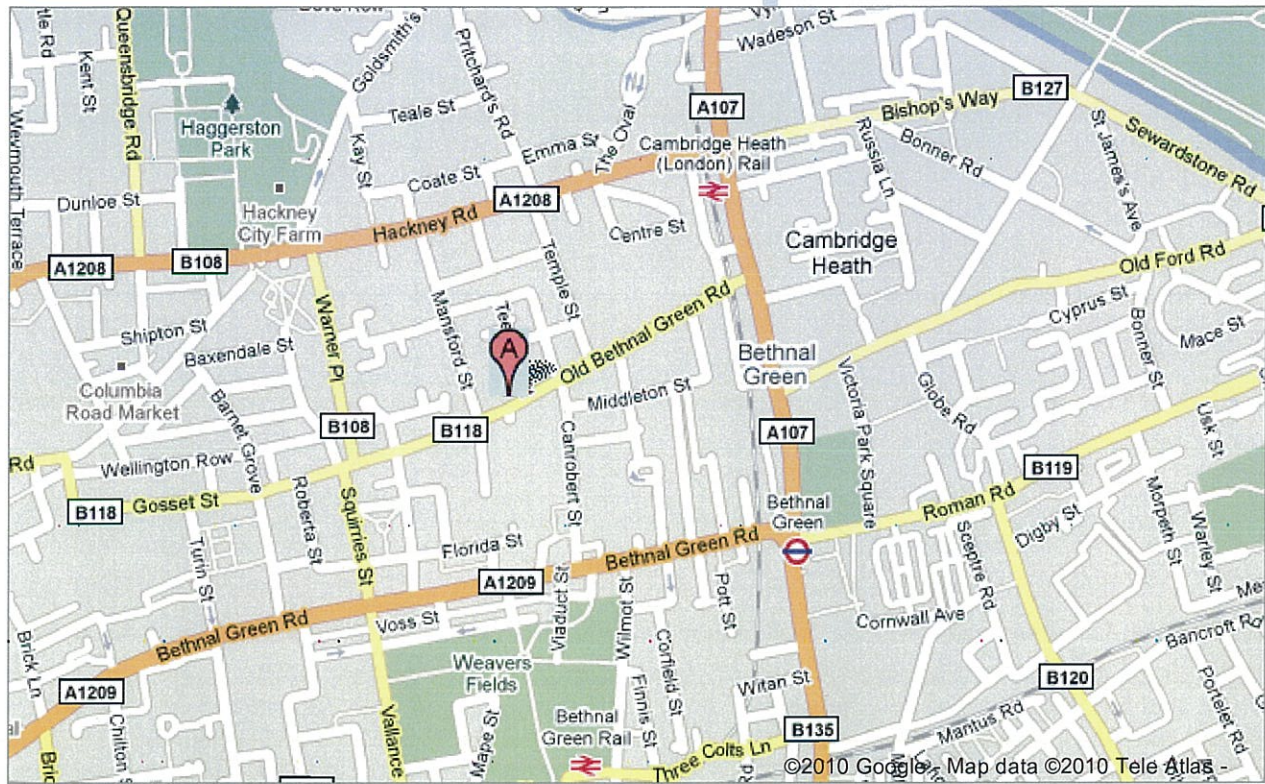 Queensbridge Rd
Kent St
Weymouth Terrace
Haggerston
Park
Goldsmith's
Pritchard's Rd
Teale St
Kay St
Coate St
Emma St
The Oval
Wadeson St
A107
Cambridge Heath
(London) Rail
Bishop's Way
B127
Russia Ln
Bonner Rd
St James's Ave
Sewardstone Rd
Dunloe St
Hackney
City Farm
A1208
B108
Hackney Rd
A1208
Centre St
Temple St
Cambridge
Heath
Old Ford Rd
Cyprus St
Bonner St
Mace St
Shipton St
Baxendale St
Warner Pl
Mansford St
Tee
A
Old Bethnal Green Rd
Bethnal
Green
Columbia
Road Market
Barnet Grove
B108
B118
Middleton St
Canrobert St
A107
Victoria Park Square
Globe Rd
Usk St
Rd
Wellington Row
B118
Gosset St
Roberta St
Squirries St
Turin St
Florida St
A1209
Bethnal Green Rd
Bethnal
Green
Roman Rd
B119
Digby St
Morpeth St
Warley St
Sceptre Rd
Bethnal Green Rd
Voss St
Viaduct St
Wilmot St
Pott St
Corfield St
Finnis St
Cornwall Ave
Bancroft Ro
Portelet Rd
Brick Ln
A1209
Chilton St
Vallance
Weavers
Fields
Mape St
Bethnal
Green Rail
Witan St
Three Colts Ln
B135
Mantus Rd
B120
©2010 Google - Map data ©2010 Tele Atlas -